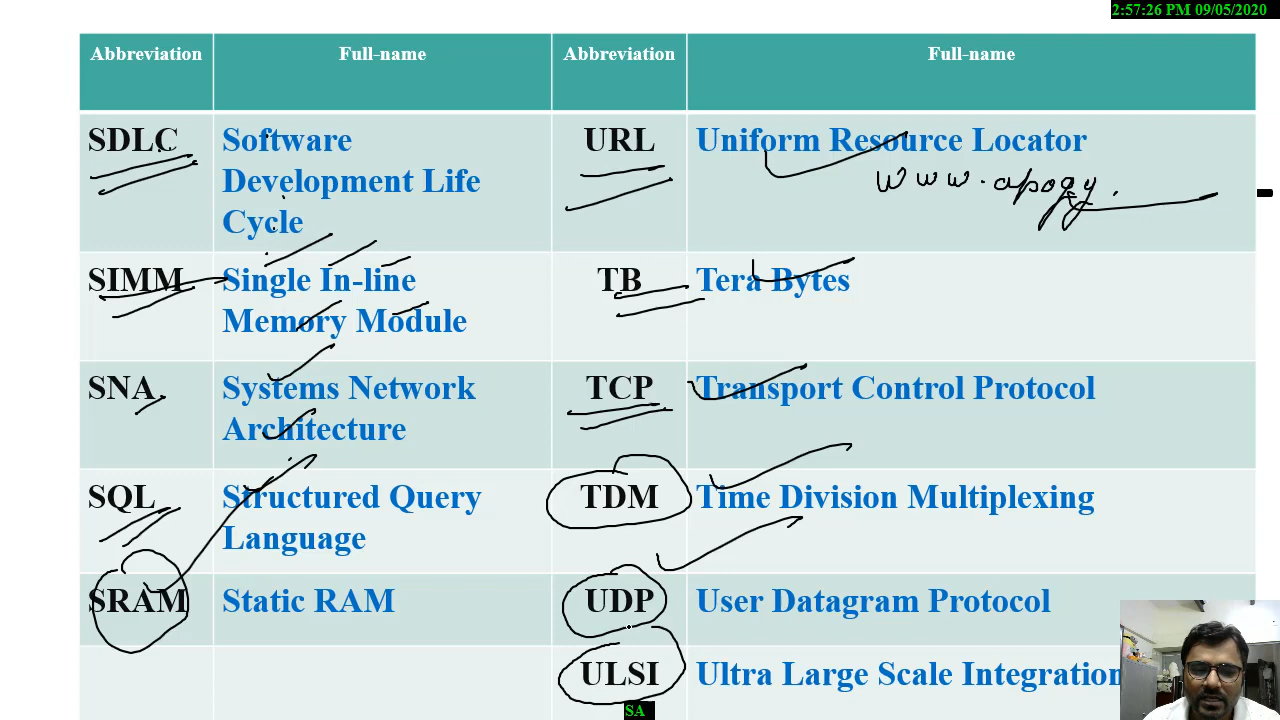 2:57:26 PM 09/05/2020
Abbreviation Full-name Abbreviation Full-name
SDLC Software URL Uniform Resource Locator
Development Life
www.apogy.
Cycle
SIMM Single In-line TB Tera Bytes
Memory Module
SNA Systems Network TCP Transport Control Protocol
Architecture
SQL Structured Query TDM Time Division Multiplexing
Language
SRAM Static RAM UDP User Datagram Protocol
ULSI Ultra Large Scale Integration
SA